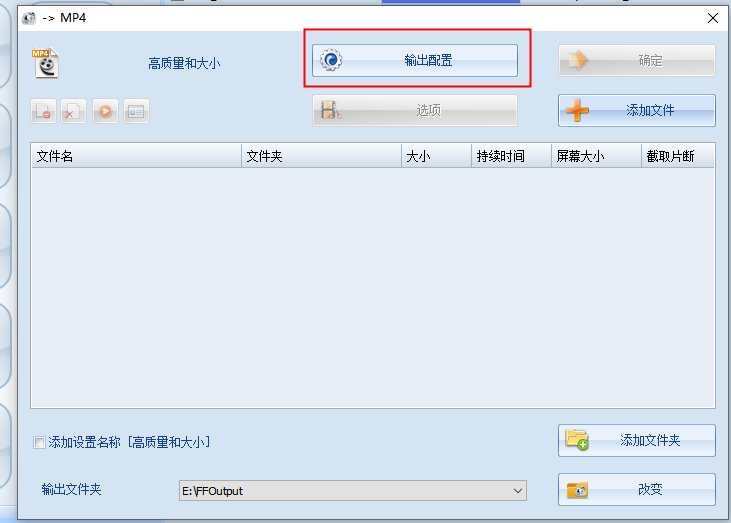 -> MP4
MP4
高质量和大小
输出配置
确定
选项
添加文件
文件名 文件夹 大小 持续时间 屏幕大小 截取片断
添加设置名称 [高质量和大小]
添加文件夹
输出文件夹
E:\FFOutput
改变